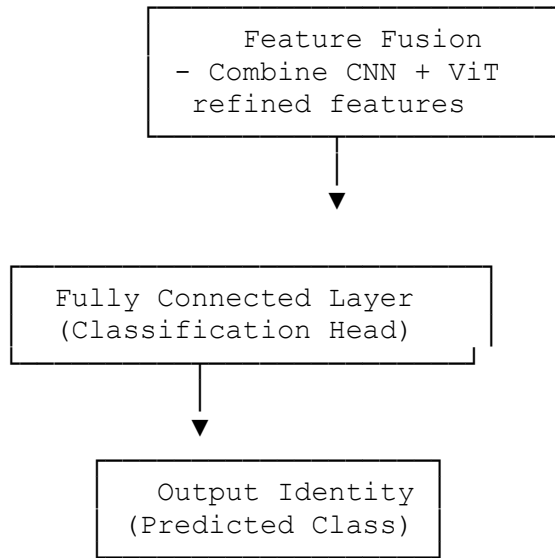 Feature Fusion
- Combine CNN + ViT
refined features
Fully Connected Layer
(Classification Head)
Output Identity
(Predicted Class)